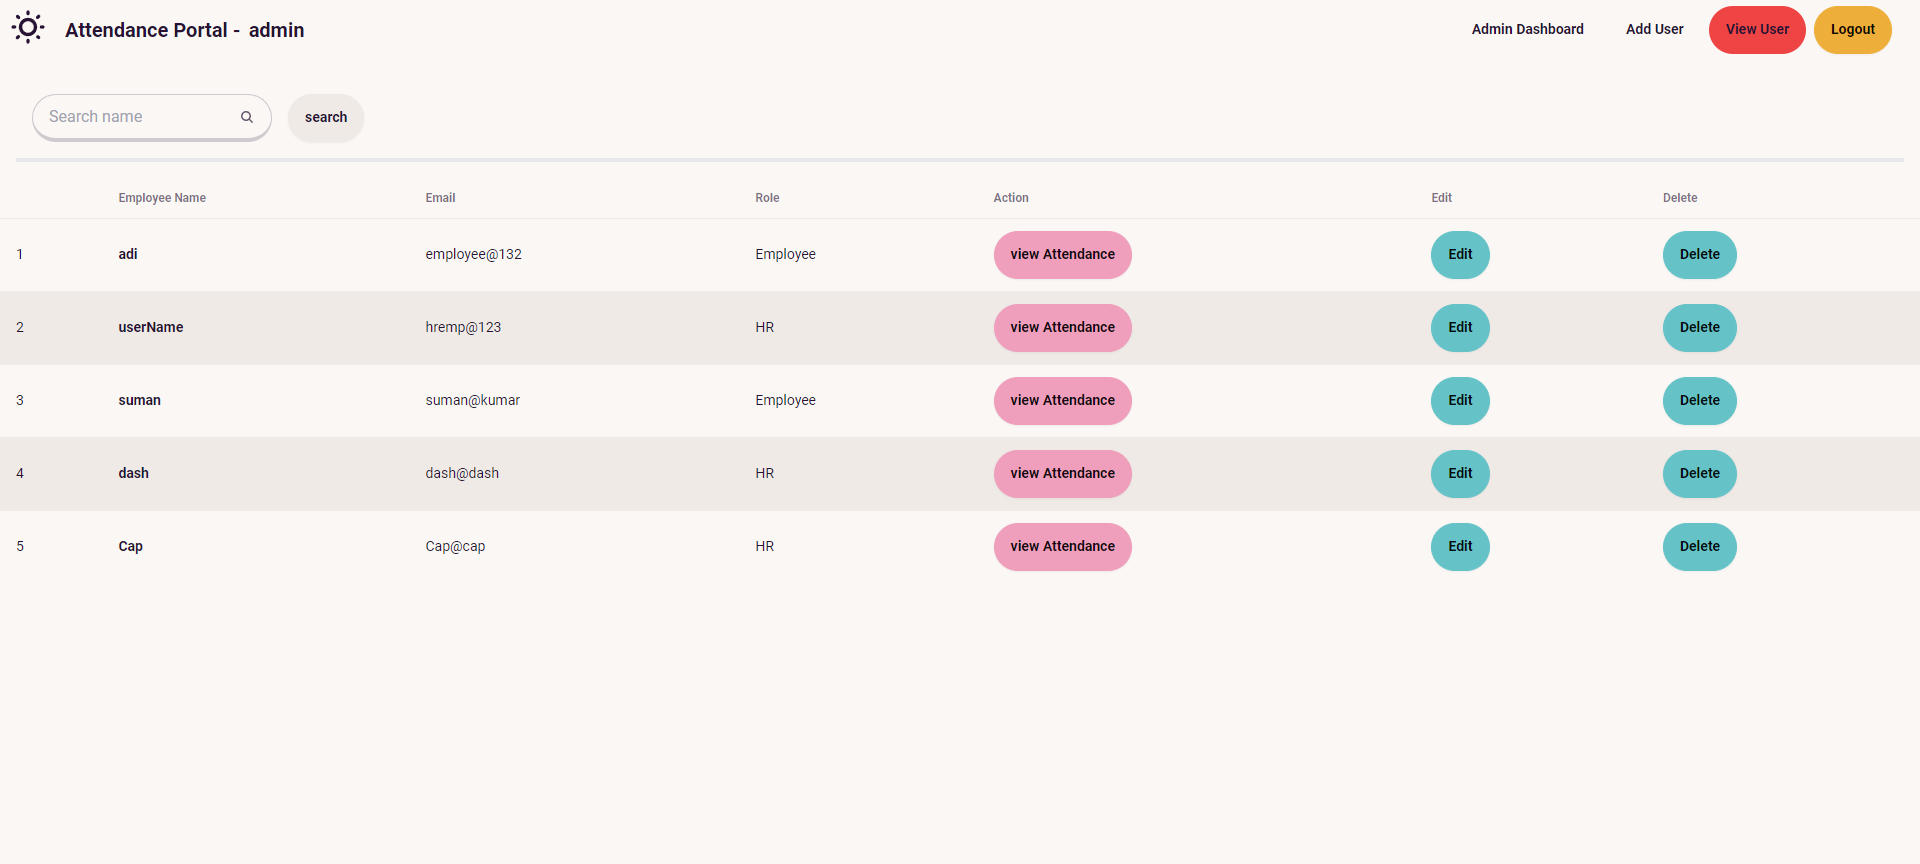 Attendance Portal - admin Admin Dashboard Add User View User Logout
Search name search
Employee Name Email Role Action Edit Delete
1 adi employee@132 Employee view Attendance Edit Delete
2 userName hremp@123 HR view Attendance Edit Delete
3 suman suman@kumar Employee view Attendance Edit Delete
4 dash dash@dash HR view Attendance Edit Delete
5 Cap Cap@cap HR view Attendance Edit Delete